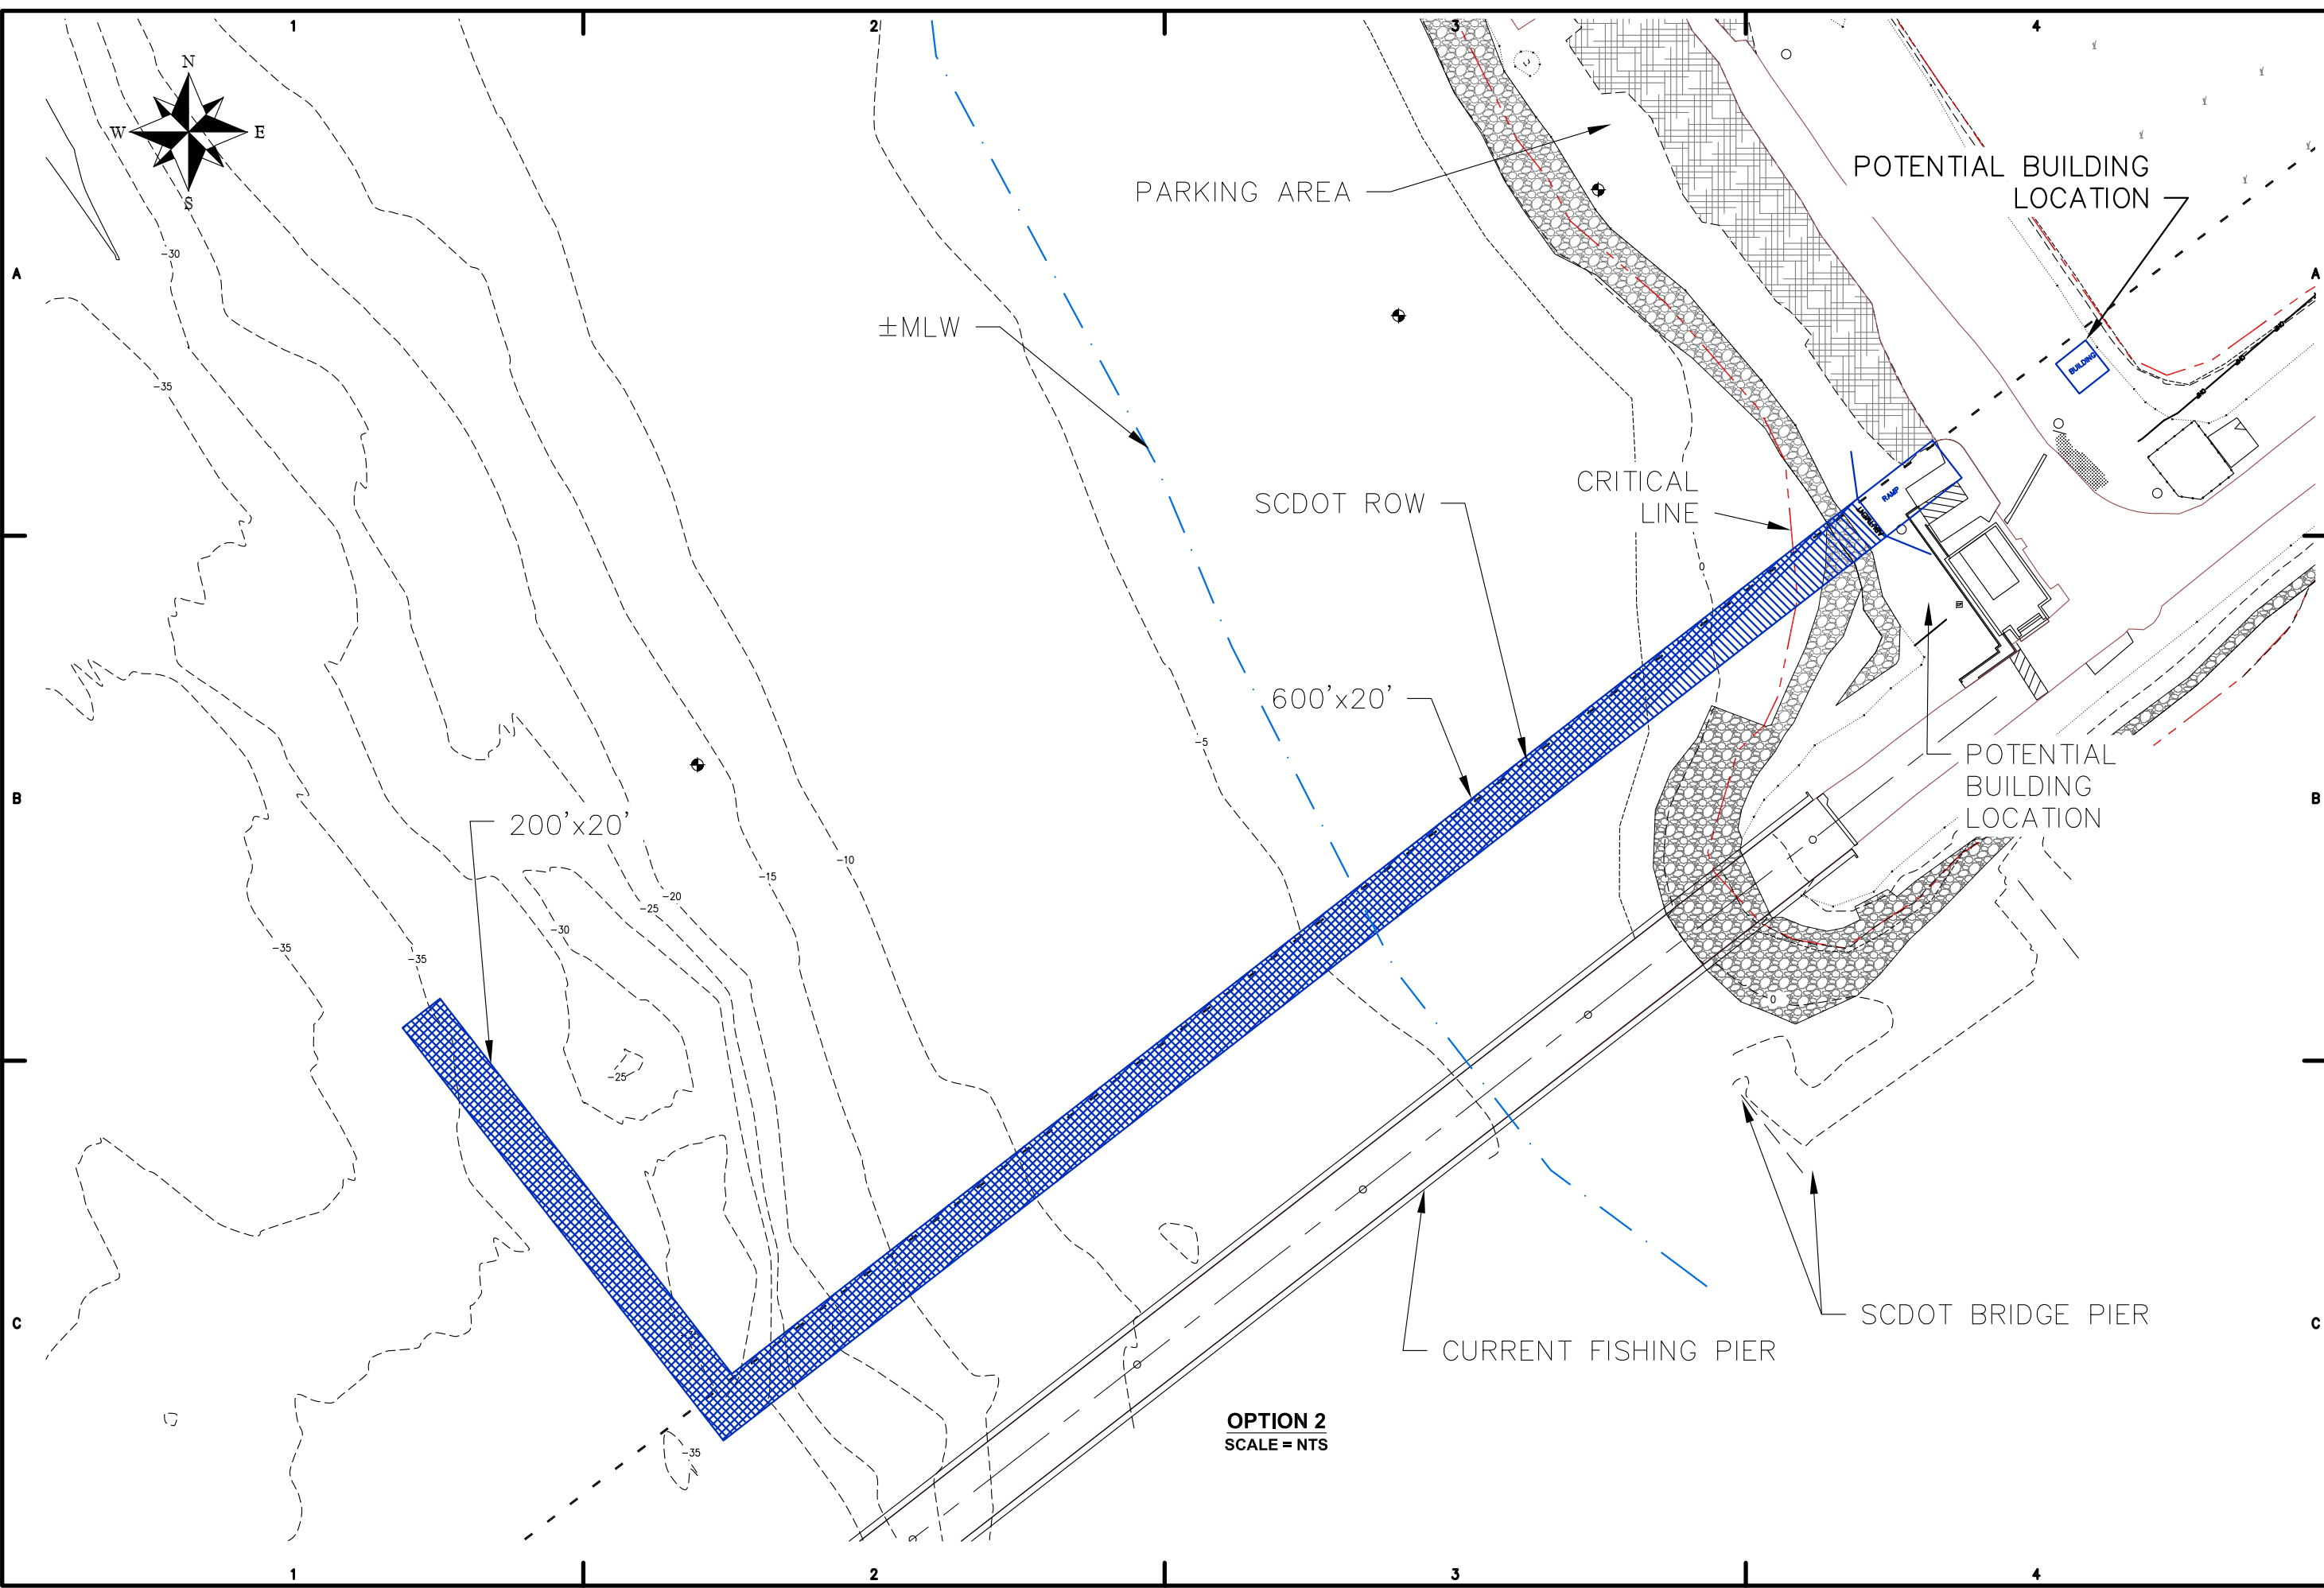 1
2
3
4
N
W
E
S
A
A
POTENTIAL BUILDING
LOCATION
PARKING AREA
-30
±MLW
BUILDING
-35
CRITICAL
LINE
SCDOT ROW
RAMP
ABUTMENT
0
600'x20'
-5
POTENTIAL
BUILDING
LOCATION
B
B
200'x20'
-10
-15
-20
-25
-30
-35
-35
0
-25
SCDOT BRIDGE PIER
C
C
CURRENT FISHING PIER
OPTION 2
SCALE = NTS
-35
1
2
3
4